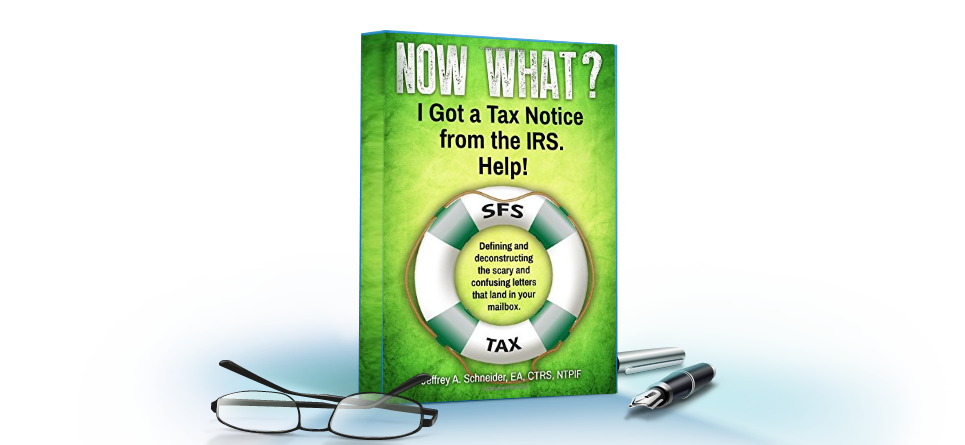 NOW WHAT?
I Got a Tax Notice
from the IRS.
Help!
SFS
Defining and
deconstructing
the scary and
confusing letters
that land in your
mailbox.
TAX
Jeffrey A. Schneider, EA, CTRS, NTPIF